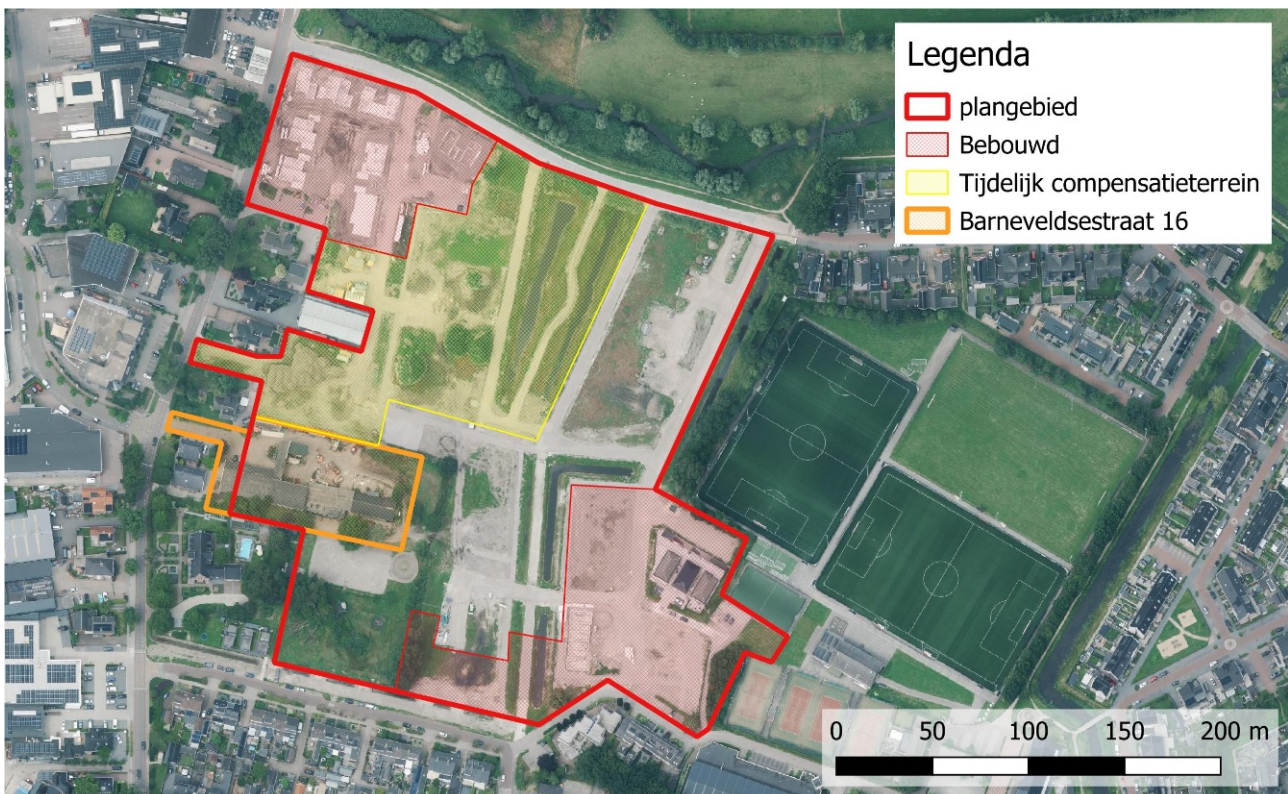 Legenda
plangebied
Bebouwd
Tijdelijk compensatieterrein
Barneveldsestraat 16
0 50 100 150 200 m